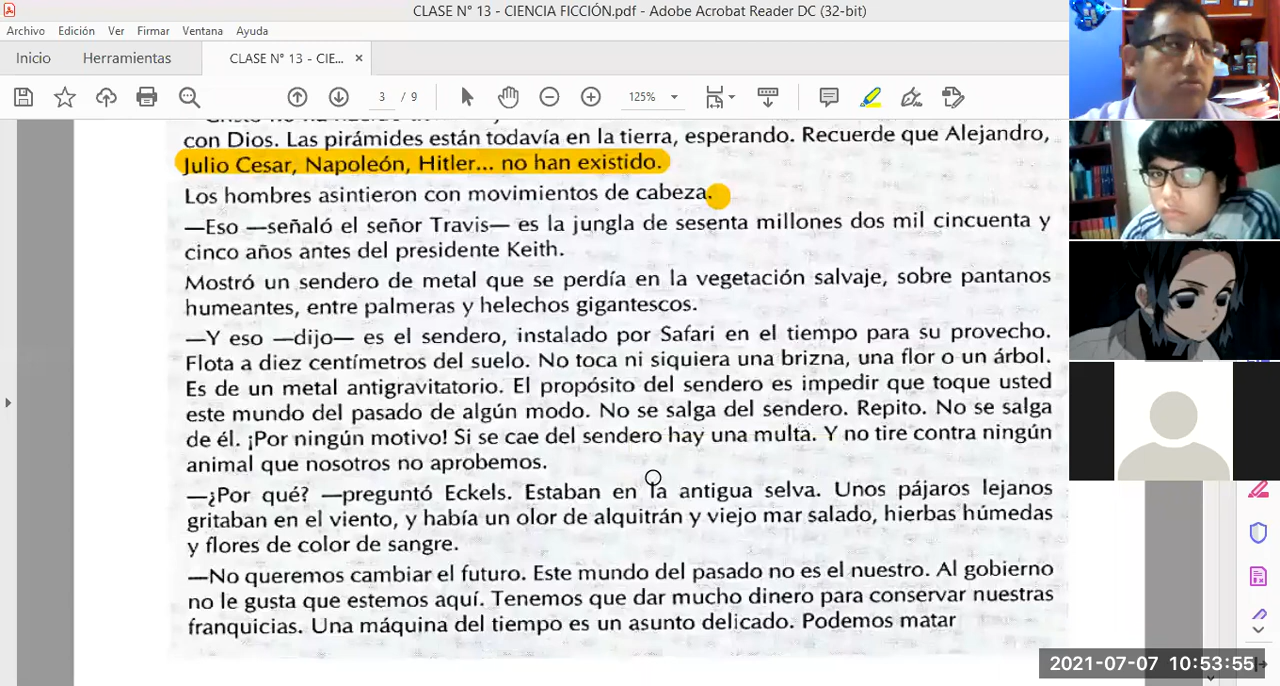 CLASE N° 13 - CIENCIA FICCIÓN.pdf - Adobe Acrobat Reader DC (32-bit)
Archivo Edición Ver Firmar Ventana Ayuda
Inicio Herramientas CLASE N° 13 - CIE... ×
3 / 9 125%
con Dios. Las pirámides están todavía en la tierra, esperando. Recuerde que Alejandro,
Julio Cesar, Napoleón, Hitler... no han existido.
Los hombres asintieron con movimientos de cabeza.
—Eso —señaló el señor Travis— es la jungla de sesenta millones dos mil cincuenta y
cinco años antes del presidente Keith.
Mostró un sendero de metal que se perdía en la vegetación salvaje, sobre pantanos
humeantes, entre palmeras y helechos gigantescos.
—Y eso —dijo— es el sendero, instalado por Safari en el tiempo para su provecho.
Flota a diez centímetros del suelo. No toca ni siquiera una brizna, una flor o un árbol.
Es de un metal antigravitatorio. El propósito del sendero es impedir que toque usted
este mundo del pasado de algún modo. No se salga del sendero. Repito. No se salga
de él. ¡Por ningún motivo! Si se cae del sendero hay una multa. Y no tire contra ningún
animal que nosotros no aprobemos.
—¿Por qué? —preguntó Eckels. Estaban en la antigua selva. Unos pájaros lejanos
gritaban en el viento, y había un olor de alquitrán y viejo mar salado, hierbas húmedas
y flores de color de sangre.
—No queremos cambiar el futuro. Este mundo del pasado no es el nuestro. Al gobierno
no le gusta que estemos aquí. Tenemos que dar mucho dinero para conservar nuestras
franquicias. Una máquina del tiempo es un asunto delicado. Podemos matar
2021-07-07 10:53:55